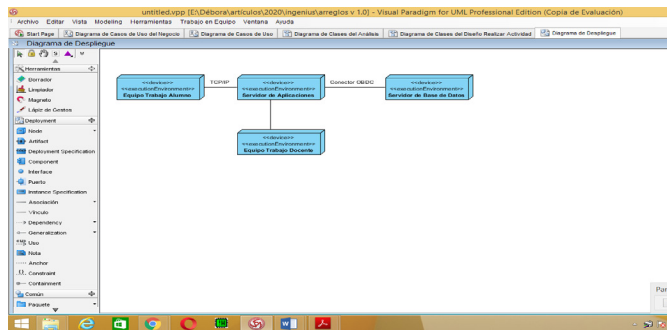 untitled.vpp [E:\Débora\artículos\2020\ingenius\arreglos v 1.0] - Visual Paradigm for UML Professional Edition (Copia de Evaluación)
Archivo Editar Vista Modeling Herramientas Trabajo en Equipo Ventana Ayuda
Start Page Diagrama de Casos de Uso del Negocio Diagrama de Casos de Uso Diagrama de Clases del Análisis Diagrama de Clases del Diseño Realizar Actividad Diagrama de Despliegue
Diagrama de Despliegue
Herramientas
Borrador
Limpiador
Magneto
Lápiz de Gestos
Deployment
Node
Artifact
Deployment Specification
Component
Interface
Puerto
Instance Specification
Asociación
Vínculo
Dependency
Generalization
Uso
Nota
Anchor
Constraint
Containment
Común
Paquete
<<device>>
<<executionEnvironment>>
Equipo Trabajo Alumno
TCP/IP
<<device>>
<<executionEnvironment>>
Servidor de Aplicaciones
Conector OBDC
<<device>>
<<executionEnvironment>>
Servidor de Base de Datos
<<device>>
<<executionEnvironment>>
Equipo Trabajo Docente